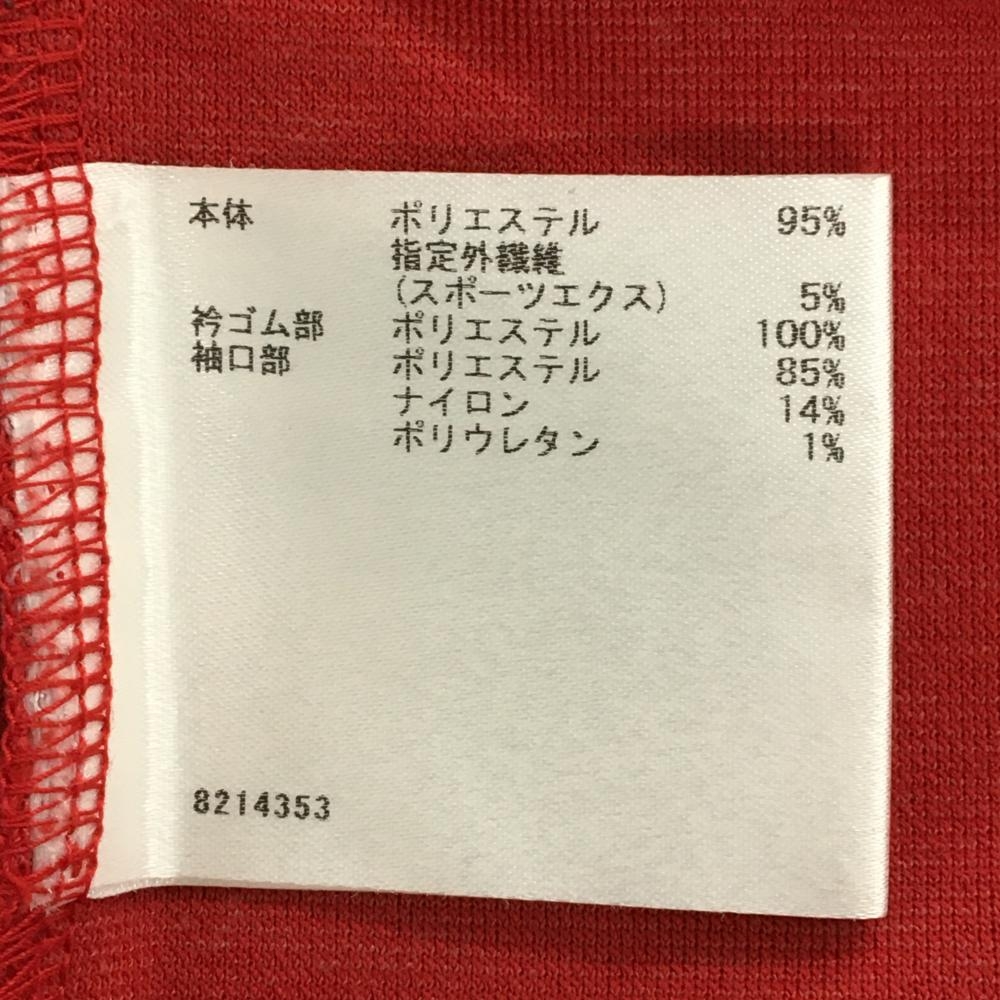 本体 ポリエステル 95%
指定外繊維
(スポーツエクス) 5%
衿ゴム部 ポリエステル 100%
袖口部 ポリエステル 85%
ナイロン 14%
ポリウレタン 1%
8214353